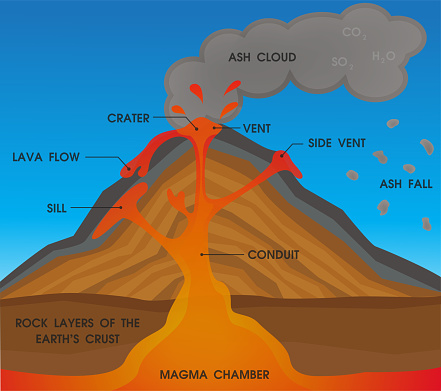 CO₂
ASH CLOUD
SO₂
H₂O
CRATER
VENT
SIDE VENT
LAVA FLOW
ASH FALL
SILL
CONDUIT
ROCK LAYERS OF THE
EARTH'S CRUST
MAGMA CHAMBER